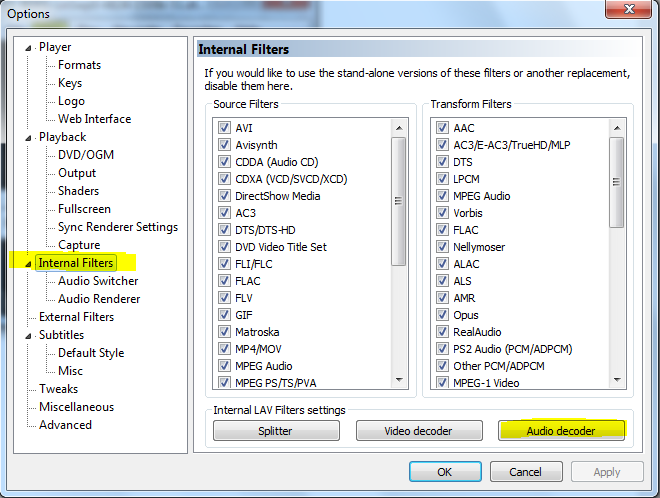 Options
Player
Formats
Keys
Logo
Web Interface
Playback
DVD/OGM
Output
Shaders
Fullscreen
Sync Renderer Settings
Capture
Internal Filters
Audio Switcher
Audio Renderer
External Filters
Subtitles
Default Style
Misc
Tweaks
Miscellaneous
Advanced
Internal Filters
If you would like to use the stand-alone versions of these filters or another replacement,
disable them here.
Source Filters
AVI
Avisynth
CDDA (Audio CD)
CDXA (VCD/SVCD/XCD)
DirectShow Media
AC3
DTS/DTS-HD
DVD Video Title Set
FLI/FLC
FLAC
FLV
GIF
Matroska
MP4/MOV
MPEG Audio
MPEG PS/TS/PVA
Transform Filters
AAC
AC3/E-AC3/TrueHD/MLP
DTS
LPCM
MPEG Audio
Vorbis
FLAC
Nellymoser
ALAC
ALS
AMR
Opus
RealAudio
PS2 Audio (PCM/ADPCM)
Other PCM/ADPCM
MPEG-1 Video
Internal LAV Filters settings
Splitter
Video decoder
Audio decoder
OK
Cancel
Apply